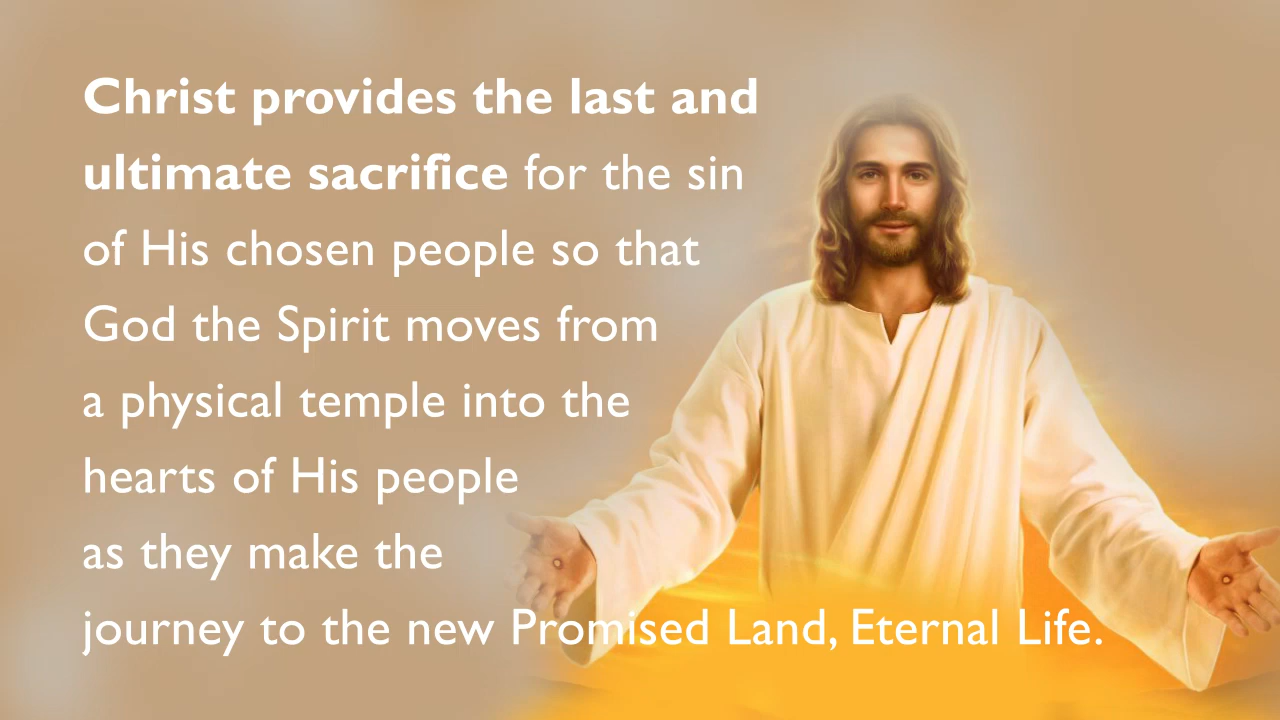 Christ provides the last and
ultimate sacrifice for the sin
of His chosen people so that
God the Spirit moves from
a physical temple into the
hearts of His people
as they make the
journey to the new Promised Land, Eternal Life.